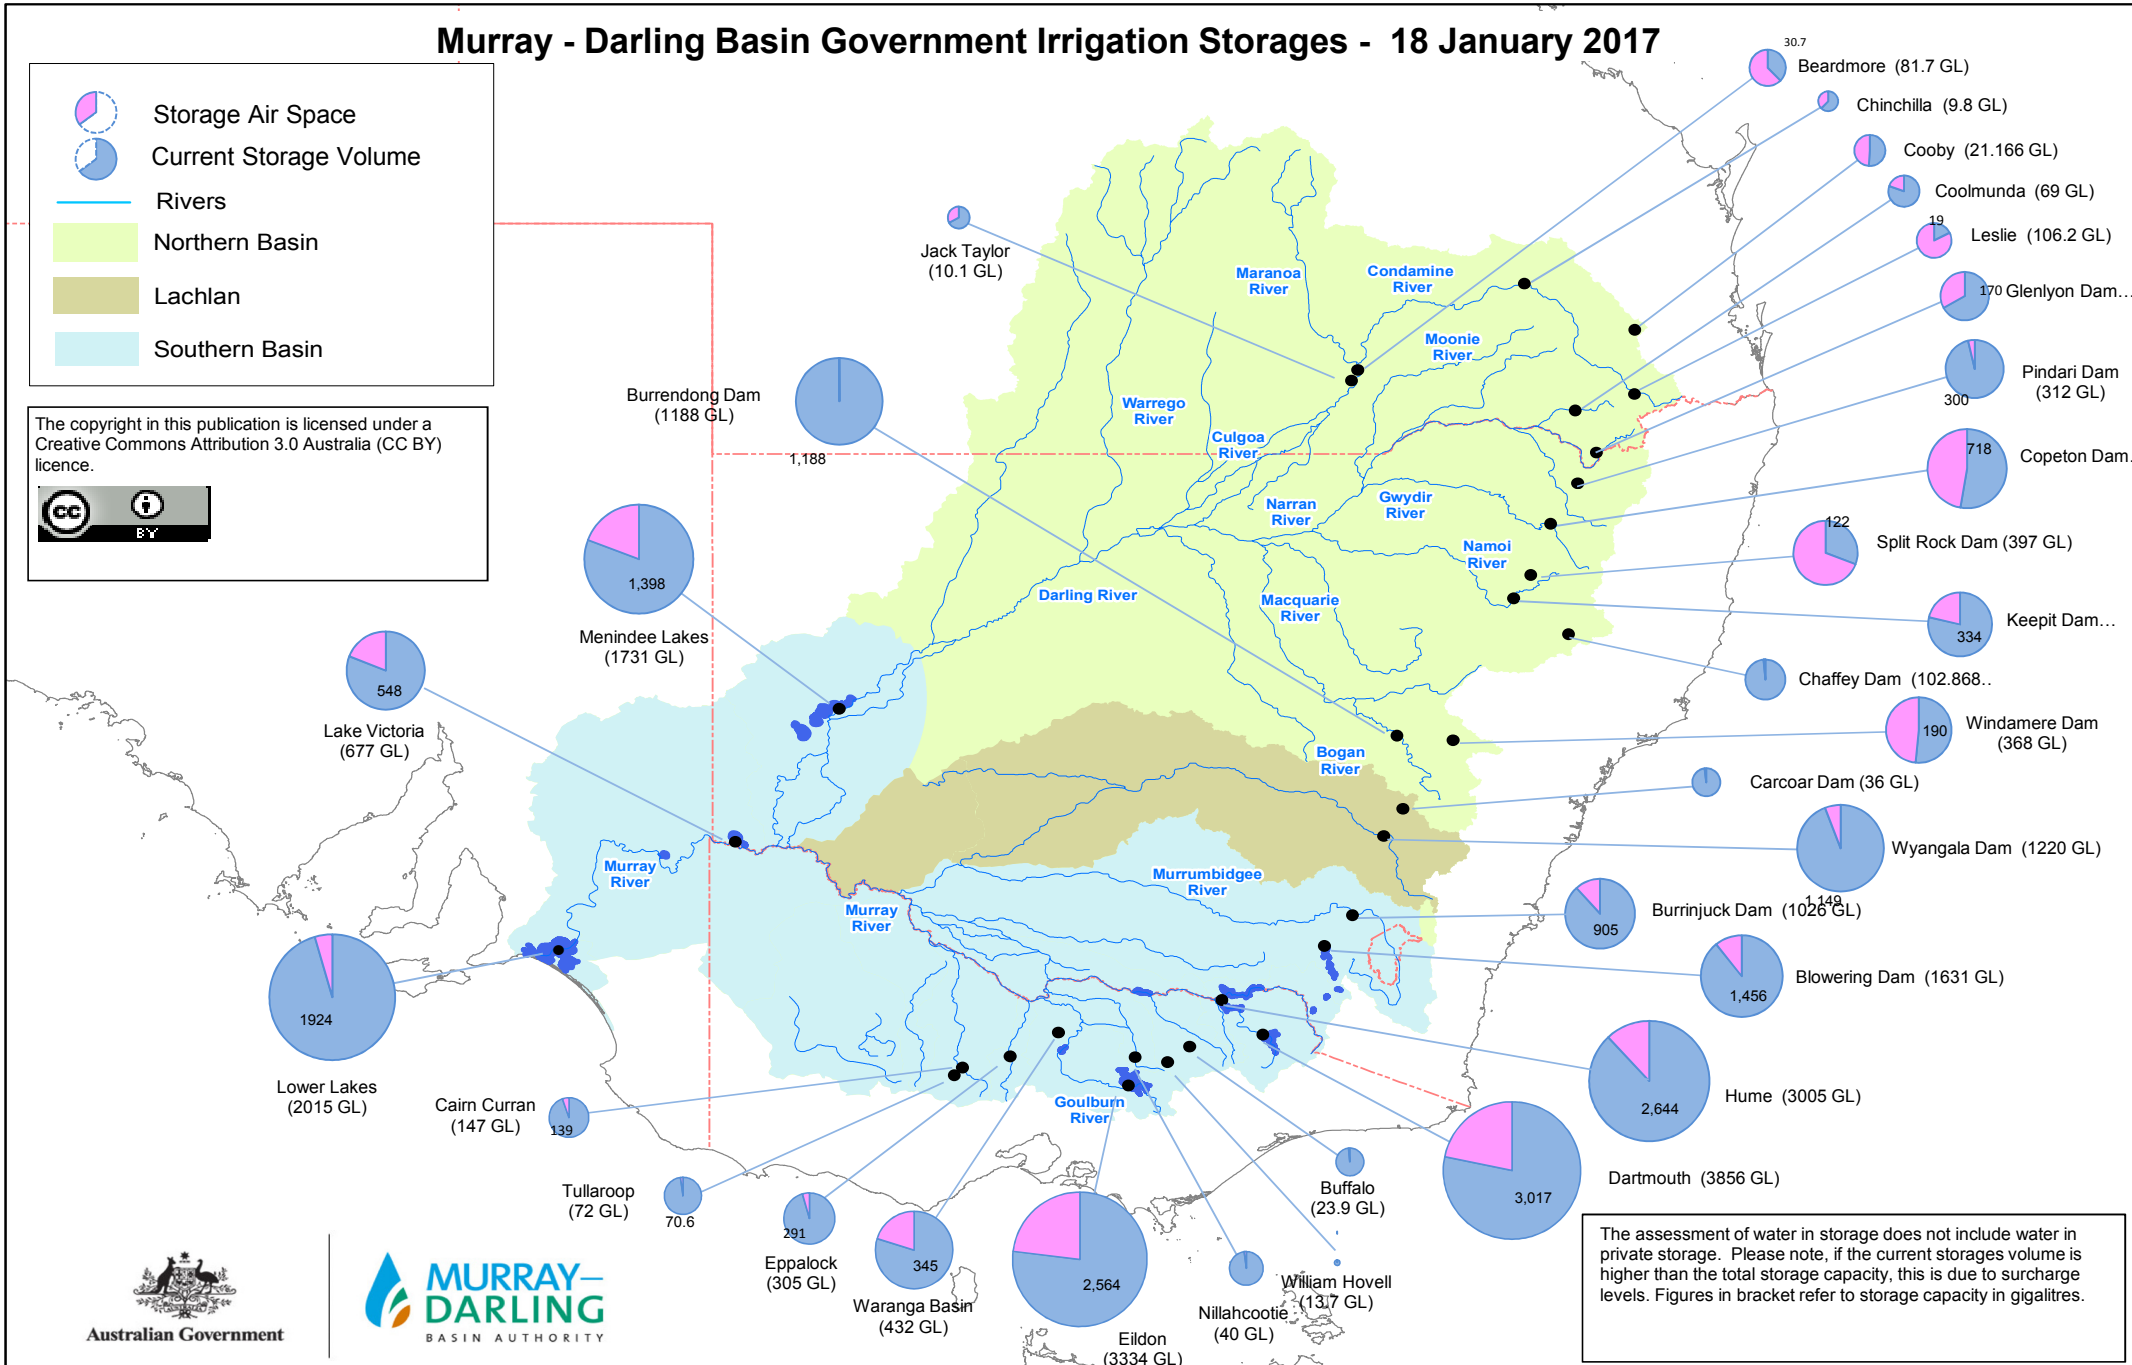 Murray - Darling Basin Government Irrigation Storages - 18 January 2017
Storage Air Space
Current Storage Volume
Rivers
Northern Basin
Lachlan
Southern Basin
The copyright in this publication is licensed under a
Creative Commons Attribution 3.0 Australia (CC BY)
licence.
cc
BY
30.7
Beardmore (81.7 GL)
Chinchilla (9.8 GL)
Cooby (21.166 GL)
Coolmunda (69 GL)
19
Leslie (106.2 GL)
170
Glenlyon Dam...
Pindari Dam
(312 GL)
300
718
Copeton Dam.
122
Split Rock Dam (397 GL)
334
Keepit Dam...
Chaffey Dam (102.868..
190
Windamere Dam
(368 GL)
Carcoar Dam (36 GL)
Wyangala Dam (1220 GL)
1,149
905
Burrinjuck Dam (1026 GL)
1,456
Blowering Dam (1631 GL)
2,644
Hume (3005 GL)
3,017
Dartmouth (3856 GL)
Jack Taylor
(10.1 GL)
Burrendong Dam
(1188 GL)
1,188
1,398
Menindee Lakes
(1731 GL)
548
Lake Victoria
(677 GL)
1924
Lower Lakes
(2015 GL)
Maranoa
River
Condamine
River
Moonie
River
Warrego
River
Culgoa
River
Narran
River
Gwydir
River
Namoi
River
Darling River
Macquarie
River
Bogan
River
Murray
River
Murray
River
Murrumbidgee
River
Goulburn
River
Cairn Curran
(147 GL)
139
Tullaroop
(72 GL)
70.6
291
Eppalock
(305 GL)
345
Waranga Basin
(432 GL)
2,564
Eildon
(3334 GL)
Nillahcootie
(40 GL)
William Hovell
(13.7 GL)
Buffalo
(23.9 GL)
Australian Government
MURRAY–
DARLING
BASIN AUTHORITY
The assessment of water in storage does not include water in
private storage. Please note, if the current storages volume is
higher than the total storage capacity, this is due to surcharge
levels. Figures in bracket refer to storage capacity in gigalitres.